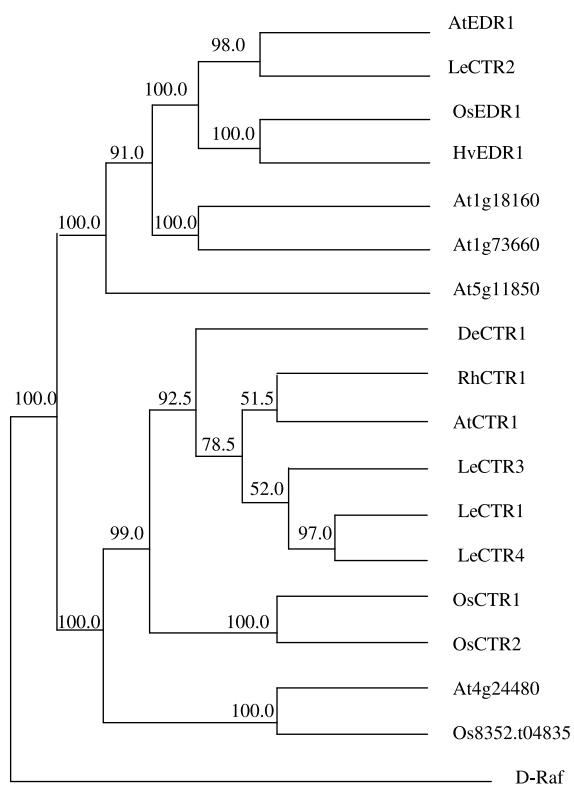 AtEDR1
98.0
LeCTR2
100.0
OsEDR1
100.0
HvEDR1
91.0
At1g18160
100.0
100.0
At1g73660
At5g11850
DeCTR1
RhCTR1
100.0
92.5
51.5
AtCTR1
78.5
LeCTR3
52.0
LeCTR1
99.0
97.0
LeCTR4
OsCTR1
100.0
100.0
OsCTR2
At4g24480
100.0
Os8352.t04835
D-Raf